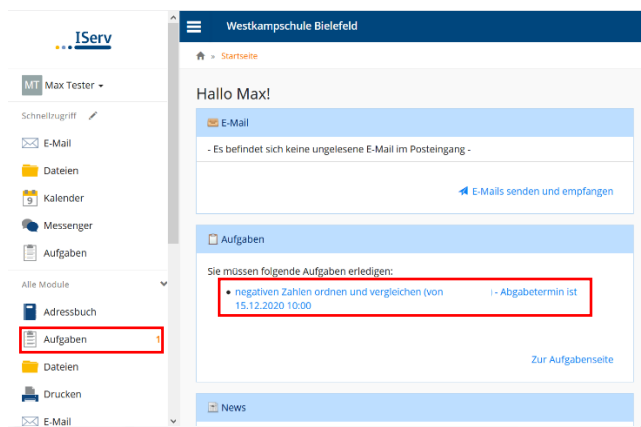 IServ
MT Max Tester
Schnellzugriff
E-Mail
Dateien
9 Kalender
Messenger
Aufgaben
Alle Module
Adressbuch
Aufgaben 1
Dateien
Drucken
E-Mail
Westkampschule Bielefeld
» Startseite
Hallo Max!
E-Mail
- Es befindet sich keine ungelesene E-Mail im Posteingang -
E-Mails senden und empfangen
Aufgaben
Sie müssen folgende Aufgaben erledigen:
• negativen Zahlen ordnen und vergleichen (von - Abgabetermin ist
15.12.2020 10:00
Zur Aufgabenseite
News